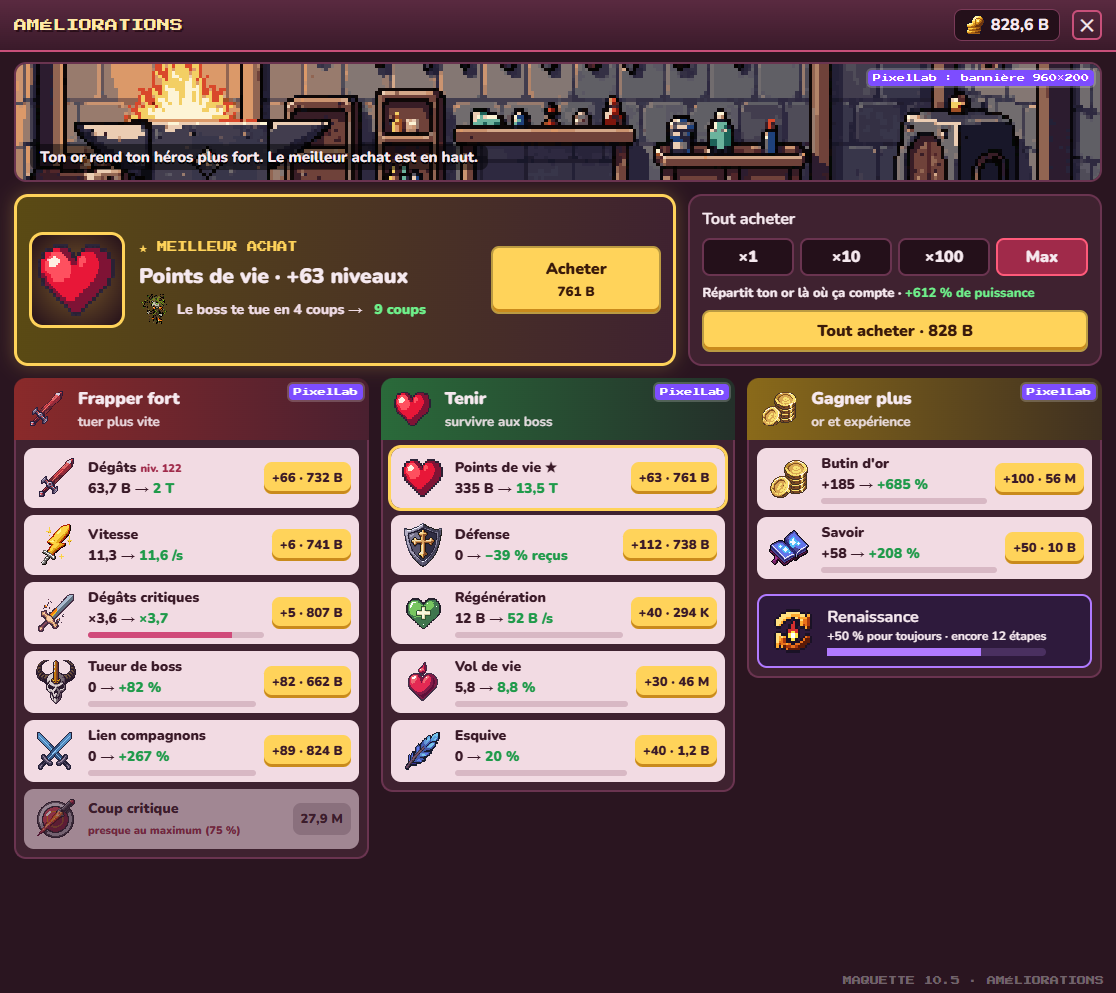 AMéLIORATIONS
828,6 B
PixelLab : bannière 960×200
Ton or rend ton héros plus fort. Le meilleur achat est en haut.
★ MEILLEUR ACHAT
Points de vie · +63 niveaux
Le boss te tue en 4 coups → 9 coups
Acheter
761 B
Tout acheter
×1
×10
×100
Max
Répartit ton or là où ça compte · +612 % de puissance
Tout acheter · 828 B
Frapper fort
tuer plus vite
PixelLab
Dégâts niv. 122
63,7 B → 2 T
+66 · 732 B
Vitesse
11,3 → 11,6 /s
+6 · 741 B
Dégâts critiques
×3,6 → ×3,7
+5 · 807 B
Tueur de boss
0 → +82 %
+82 · 662 B
Lien compagnons
0 → +267 %
+89 · 824 B
Coup critique
presque au maximum (75 %)
27,9 M
Tenir
survivre aux boss
PixelLab
Points de vie ★
335 B → 13,5 T
+63 · 761 B
Défense
0 → −39 % reçus
+112 · 738 B
Régénération
12 B → 52 B /s
+40 · 294 K
Vol de vie
5,8 → 8,8 %
+30 · 46 M
Esquive
0 → 20 %
+40 · 1,2 B
Gagner plus
or et expérience
PixelLab
Butin d'or
+185 → +685 %
+100 · 56 M
Savoir
+58 → +208 %
+50 · 10 B
Renaissance
+50 % pour toujours · encore 12 étapes
MAQUETTE 10.5 · AMéLIORATIONS